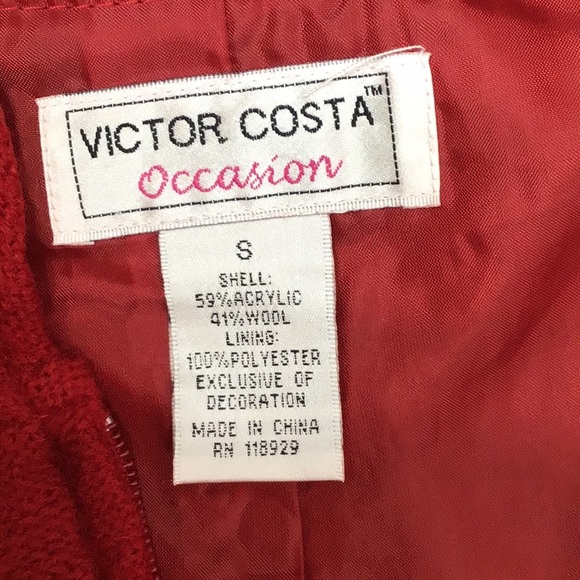 VICTOR COSTA™
Occasion
S
SHELL:
59%ACRYLIC
41%WOOL
LINING:
100%POLYESTER
EXCLUSIVE OF
DECORATION
MADE IN CHINA
RN 118929